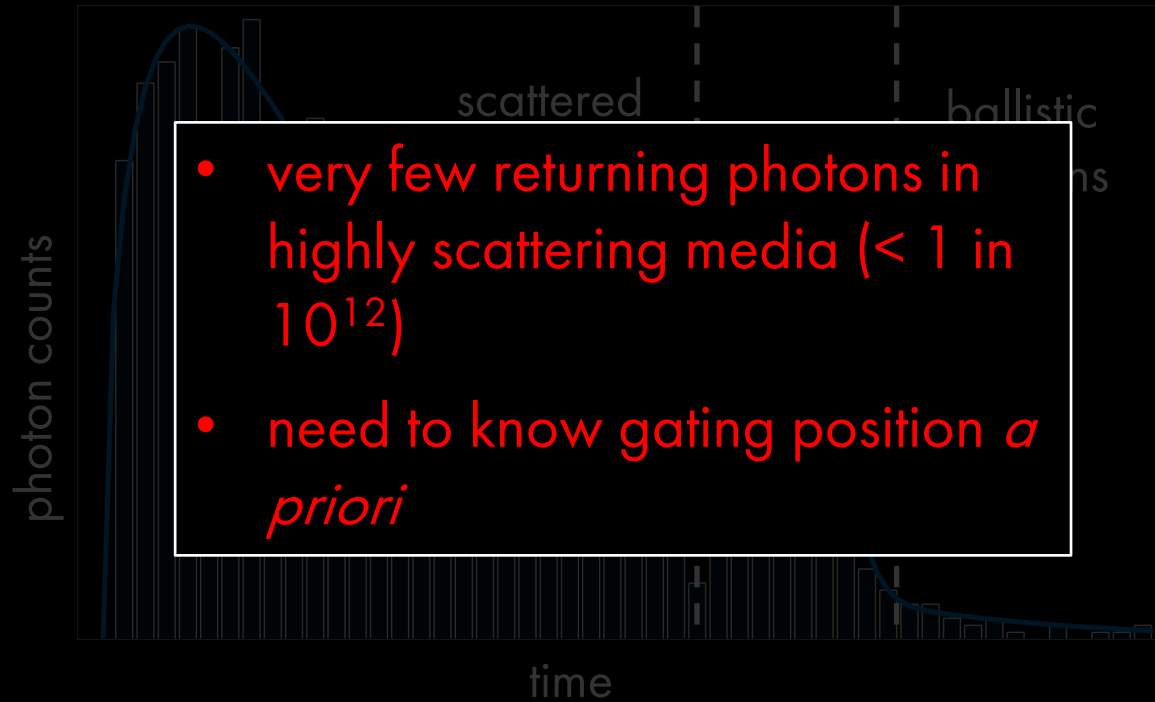 scattered
ballistic
ns
• very few returning photons in
highly scattering media (< 1 in
10¹²)
• need to know gating position a
priori
photon counts
time